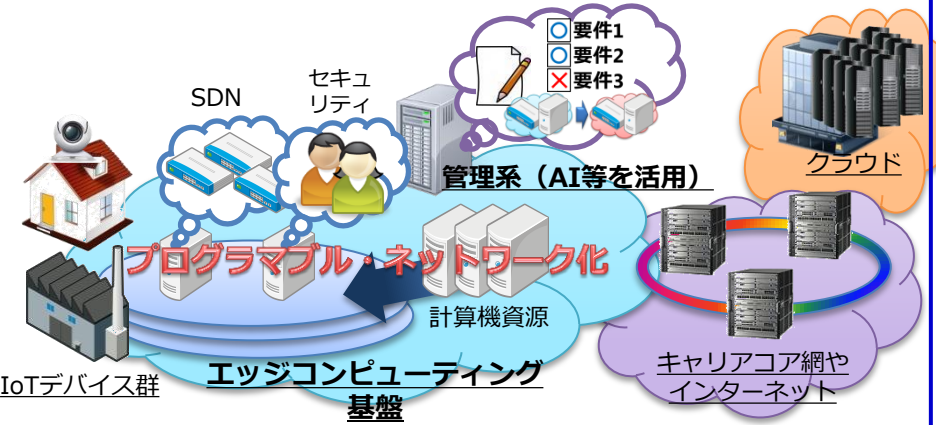 要件1
要件2
要件3
SDN
セキュ
リティ
管理系（AI等を活用）
クラウド
プログラマブル・ネットワーク化
計算機資源
エッジコンピューティング
基盤
IoTデバイス群
キャリアコア網や
インターネット